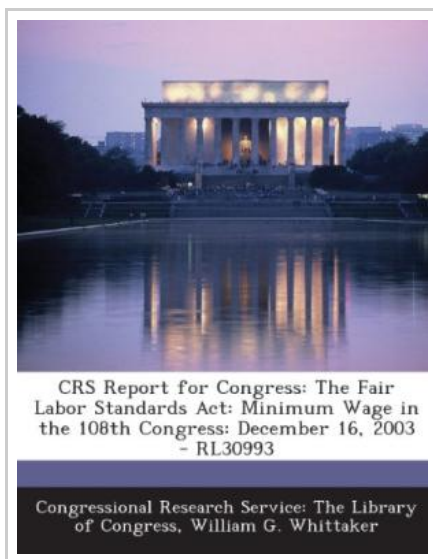 CRS Report for Congress: The Fair
Labor Standards Act: Minimum Wage in
the 108th Congress: December 16, 2003
- RL30993
Congressional Research Service: The Library
of Congress, William G. Whittaker